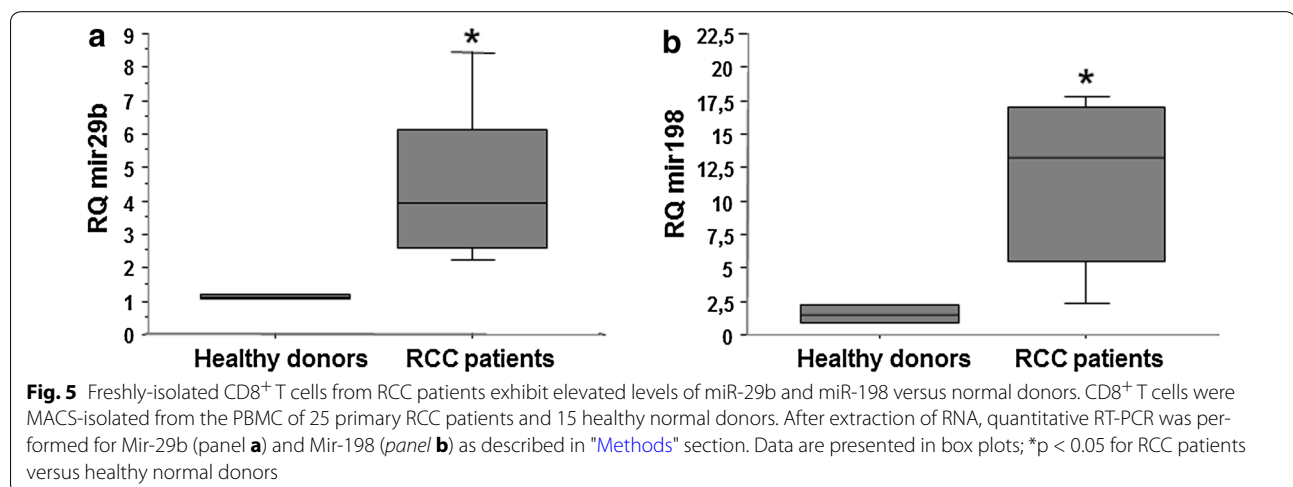 a
9
8
7
6
5
4
3
2
1
0
RQ mir29b
*
Healthy donors RCC patients
b
22,5
20
17,5
15
12,5
10
7,5
5
2,5
0
RQ mir198
*
Healthy donors RCC patients
Fig. 5 Freshly-isolated CD8+ T cells from RCC patients exhibit elevated levels of miR-29b and miR-198 versus normal donors. CD8+ T cells were
MACS-isolated from the PBMC of 25 primary RCC patients and 15 healthy normal donors. After extraction of RNA, quantitative RT-PCR was per-
formed for Mir-29b (panel a) and Mir-198 (panel b) as described in "Methods" section. Data are presented in box plots; *p < 0.05 for RCC patients
versus healthy normal donors